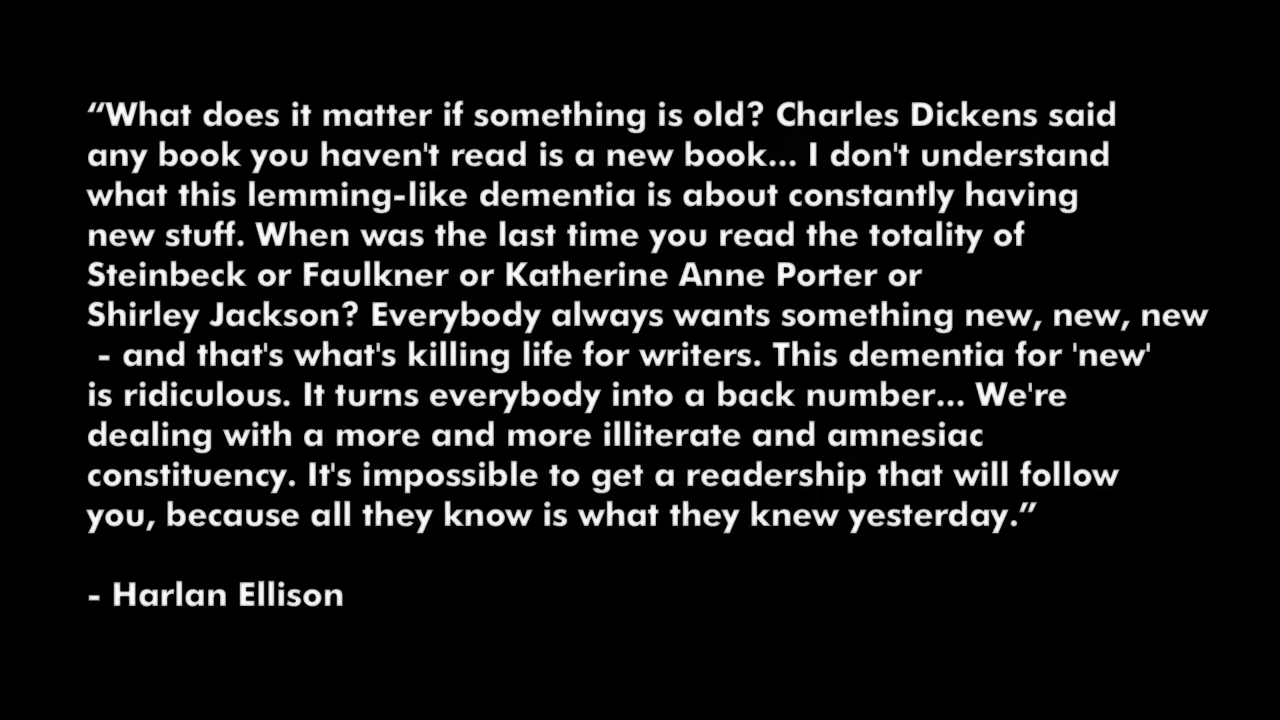 “What does it matter if something is old? Charles Dickens said
any book you haven't read is a new book... I don't understand
what this lemming-like dementia is about constantly having
new stuff. When was the last time you read the totality of
Steinbeck or Faulkner or Katherine Anne Porter or
Shirley Jackson? Everybody always wants something new, new, new
- and that's what's killing life for writers. This dementia for 'new'
is ridiculous. It turns everybody into a back number... We're
dealing with a more and more illiterate and amnesiac
constituency. It's impossible to get a readership that will follow
you, because all they know is what they knew yesterday.”
- Harlan Ellison